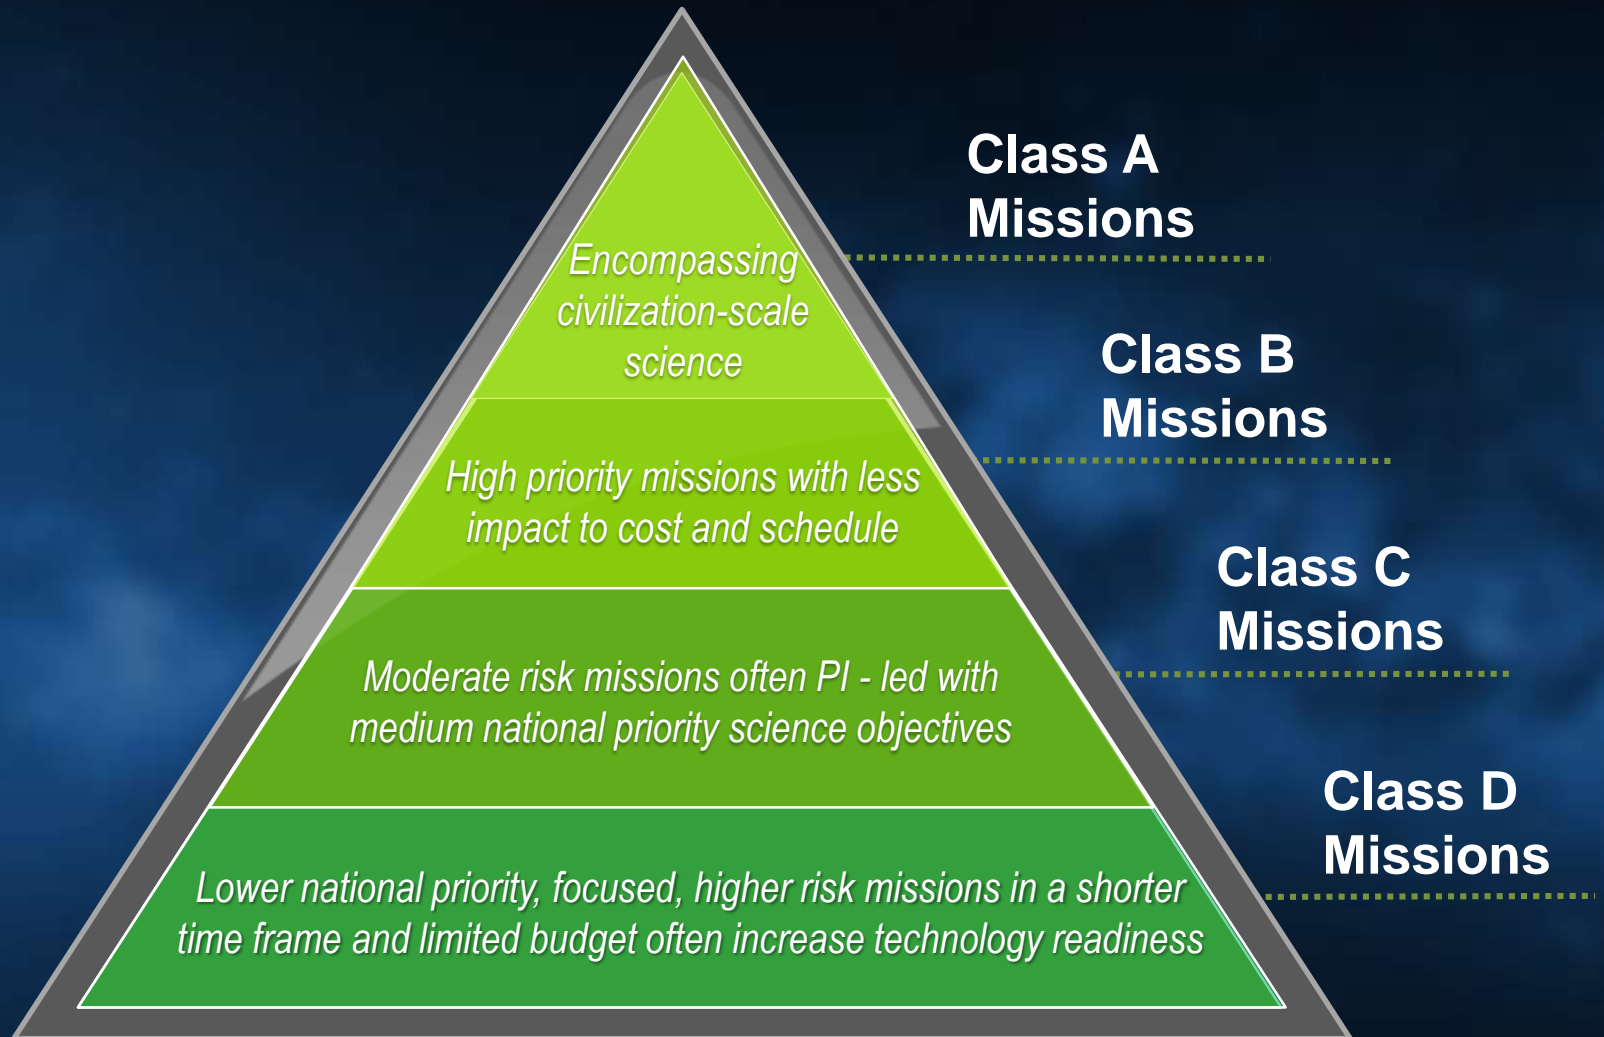 Class A
Missions
Encompassing
civilization-scale
science
Class B
Missions
High priority missions with less
impact to cost and schedule
Class C
Missions
Moderate risk missions often PI - led with
medium national priority science objectives
Class D
Missions
Lower national priority, focused, higher risk missions in a shorter
time frame and limited budget often increase technology readiness